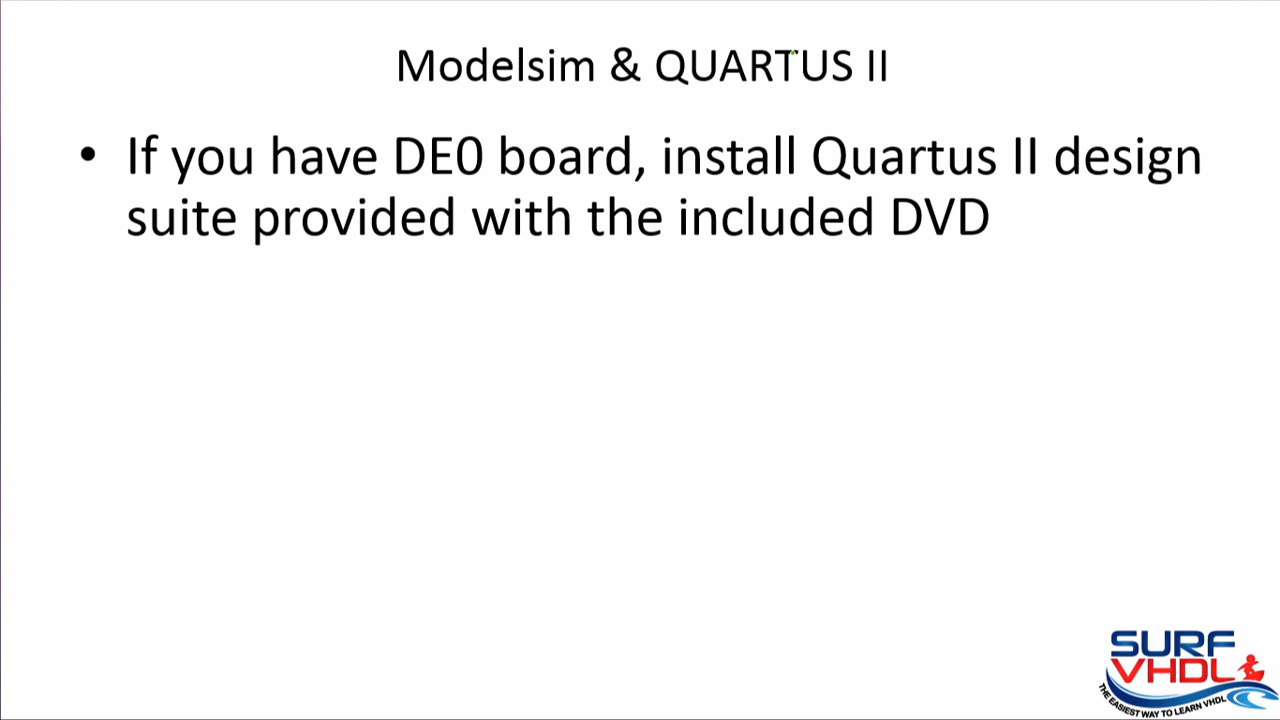 Modelsim & QUARTUS II
• If you have DE0 board, install Quartus II design
suite provided with the included DVD
SURF
VHDL
THE EASIEST WAY TO LEARN VHDL